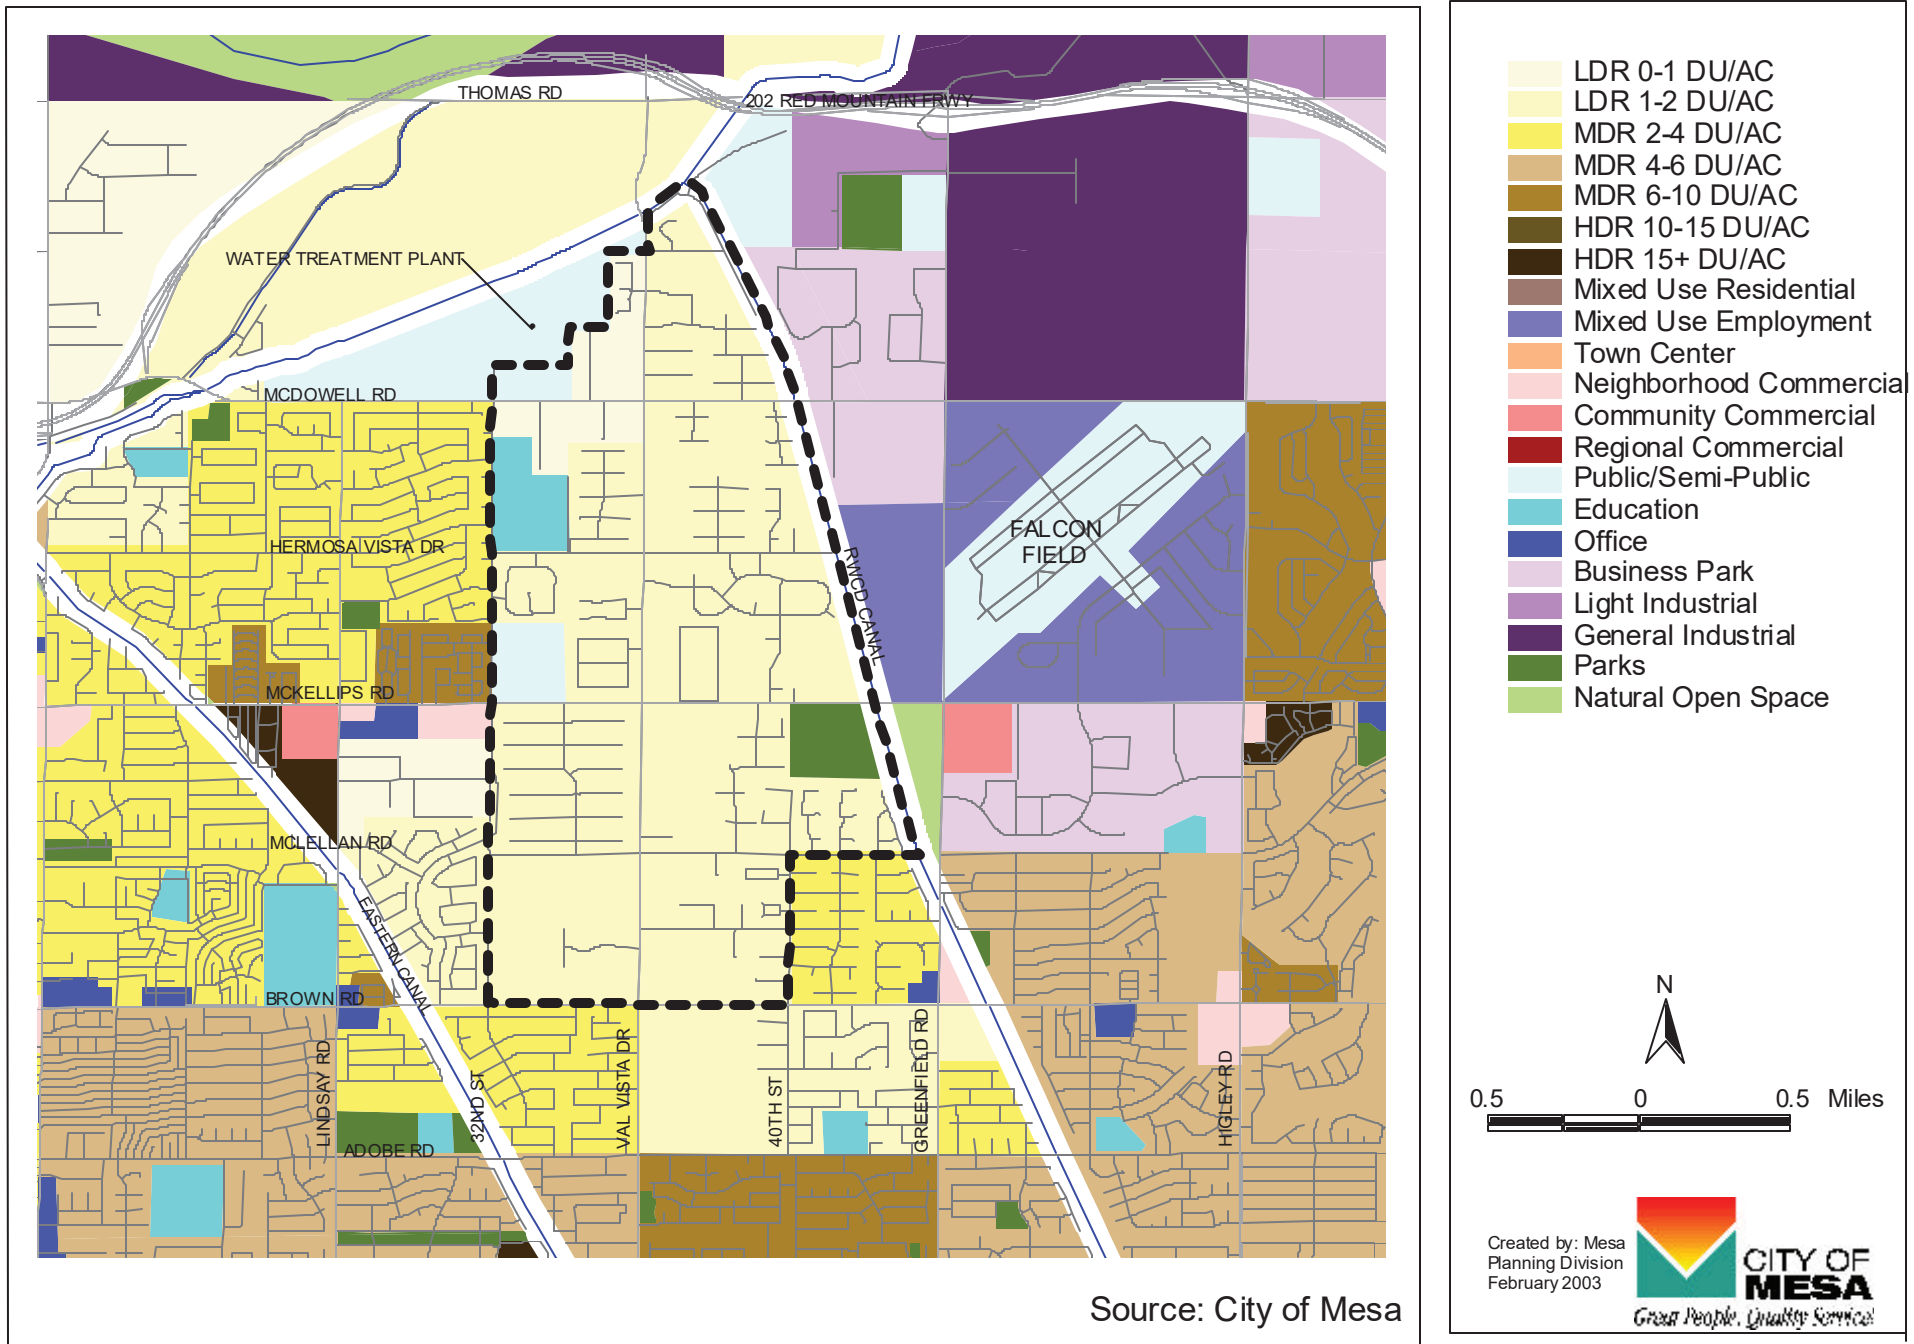 THOMAS RD
202 RED MOUNTAIN FRWY
WATER TREATMENT PLANT
MCDOWELL RD
HERMOSA VISTA DR
FALCON
FIELD
RWCD CANAL
MCKELLIPS RD
MCLELLAN RD
EASTERN CANAL
BROWN RD
LINDSAY RD
32ND ST
VAL VISTA DR
40TH ST
GREENFIELD RD
HIGLEY RD
ADOBE RD
Source: City of Mesa
LDR 0-1 DU/AC
LDR 1-2 DU/AC
MDR 2-4 DU/AC
MDR 4-6 DU/AC
MDR 6-10 DU/AC
HDR 10-15 DU/AC
HDR 15+ DU/AC
Mixed Use Residential
Mixed Use Employment
Town Center
Neighborhood Commercial
Community Commercial
Regional Commercial
Public/Semi-Public
Education
Office
Business Park
Light Industrial
General Industrial
Parks
Natural Open Space
N
0.5 0 0.5 Miles
Created by: Mesa
Planning Division
February 2003
CITY OF
MESA
Great People, Quality Service!